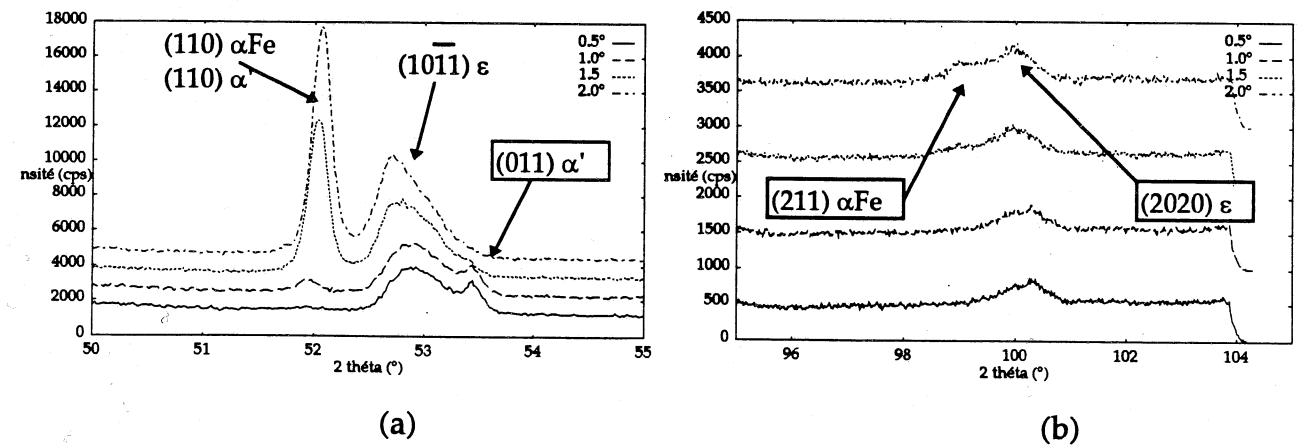 18000
16000
14000
12000
10000
nsité (cps)
8000
6000
4000
2000
0
50 51 52 53 54 55
2 théta (°)
(110) αFe
(110) α'
(10̅1̅1) ε
(011) α'
0.5°
1.0°
1.5
2.0°
(a)
4500
4000
3500
3000
2500
nsité (cps)
2000
1500
1000
500
0
96 98 100 102 104
2 théta (°)
(211) αFe
(2020) ε
0.5°
1.0°
1.5
2.0°
(b)